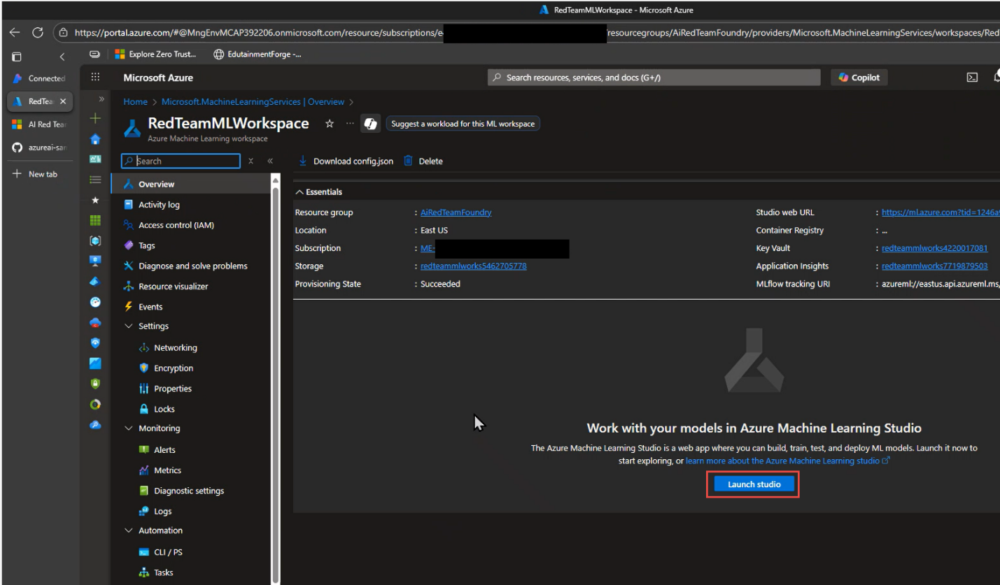 RedTeamMLWorkspace - Microsoft Azure
https://portal.azure.com/#@MngEnvMCAP392206.onmicrosoft.com/resource/subscriptions/e
resourcegroups/AiRedTeamFoundry/providers/Microsoft.MachineLearningServices/workspaces/Red
Explore Zero Trust...
EdutainmentForge -...
Connected
RedTea
AI Red Tea
azureai-sam
New tab
Microsoft Azure
Search resources, services, and docs (G+/)
Copilot
Home > Microsoft.MachineLearningServices | Overview >
RedTeamMLWorkspace
Azure Machine Learning workspace
Suggest a workload for this ML workspace
Search
Download config.json
Delete
Overview
Activity log
Access control (IAM)
Tags
Diagnose and solve problems
Resource visualizer
Events
Settings
Networking
Encryption
Properties
Locks
Monitoring
Alerts
Metrics
Diagnostic settings
Logs
Automation
CLI / PS
Tasks
Essentials
Resource group : AiRedTeamFoundry
Location : East US
Subscription : ME-
Storage : redteammlworks5462705778
Provisioning State : Succeeded
Studio web URL : https://ml.azure.com?tid=1246a
Container Registry : ...
Key Vault : redteammlworks4220017081
Application Insights : redteammlworks7719879503
MLflow tracking URI : azureml://eastus.api.azureml.ms,
Work with your models in Azure Machine Learning Studio
The Azure Machine Learning Studio is a web app where you can build, train, test, and deploy ML models. Launch it now to
start exploring, or learn more about the Azure Machine Learning studio
Launch studio